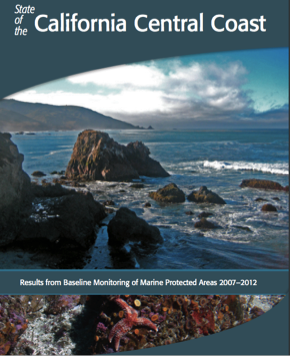 State
of
the California Central Coast
Results from Baseline Monitoring of Marine Protected Areas 2007–2012